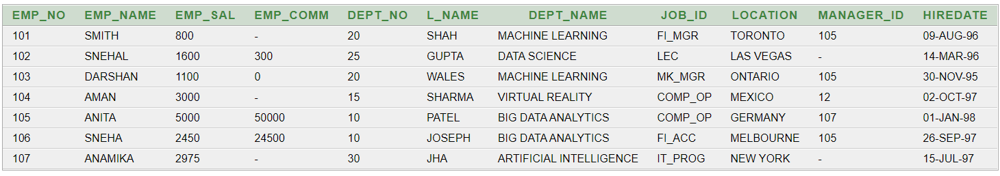 EMP_NO EMP_NAME EMP_SAL EMP_COMM DEPT_NO L_NAME DEPT_NAME JOB_ID LOCATION MANAGER_ID HIREDATE
101 SMITH 800 - 20 SHAH MACHINE LEARNING FI_MGR TORONTO 105 09-AUG-96
102 SNEHAL 1600 300 25 GUPTA DATA SCIENCE LEC LAS VEGAS - 14-MAR-96
103 DARSHAN 1100 0 20 WALES MACHINE LEARNING MK_MGR ONTARIO 105 30-NOV-95
104 AMAN 3000 - 15 SHARMA VIRTUAL REALITY COMP_OP MEXICO 12 02-OCT-97
105 ANITA 5000 50000 10 PATEL BIG DATA ANALYTICS COMP_OP GERMANY 107 01-JAN-98
106 SNEHA 2450 24500 10 JOSEPH BIG DATA ANALYTICS FI_ACC MELBOURNE 105 26-SEP-97
107 ANAMIKA 2975 - 30 JHA ARTIFICIAL INTELLIGENCE IT_PROG NEW YORK - 15-JUL-97